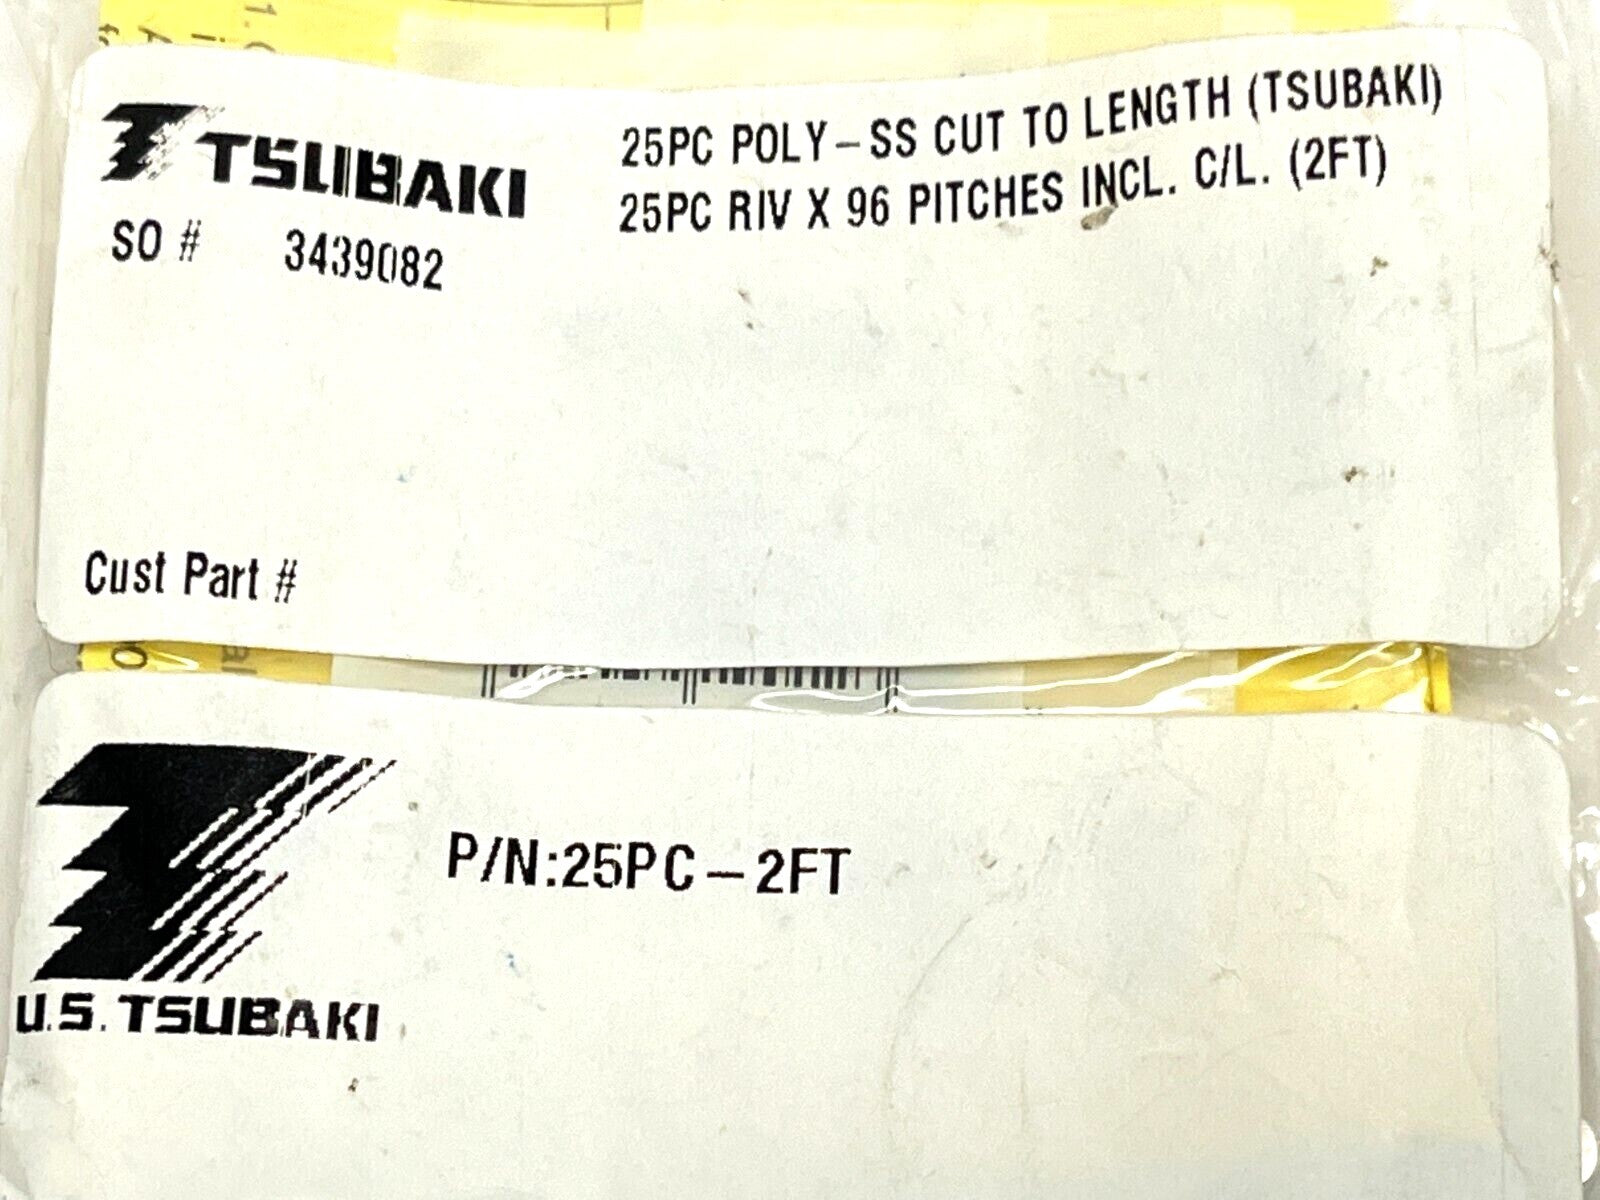 TSUBAKI
25PC POLY-SS CUT TO LENGTH (TSUBAKI)
25PC RIV X 96 PITCHES INCL. C/L. (2FT)
SO # 3439082
Cust Part #
U.S. TSUBAKI
P/N:25PC-2FT